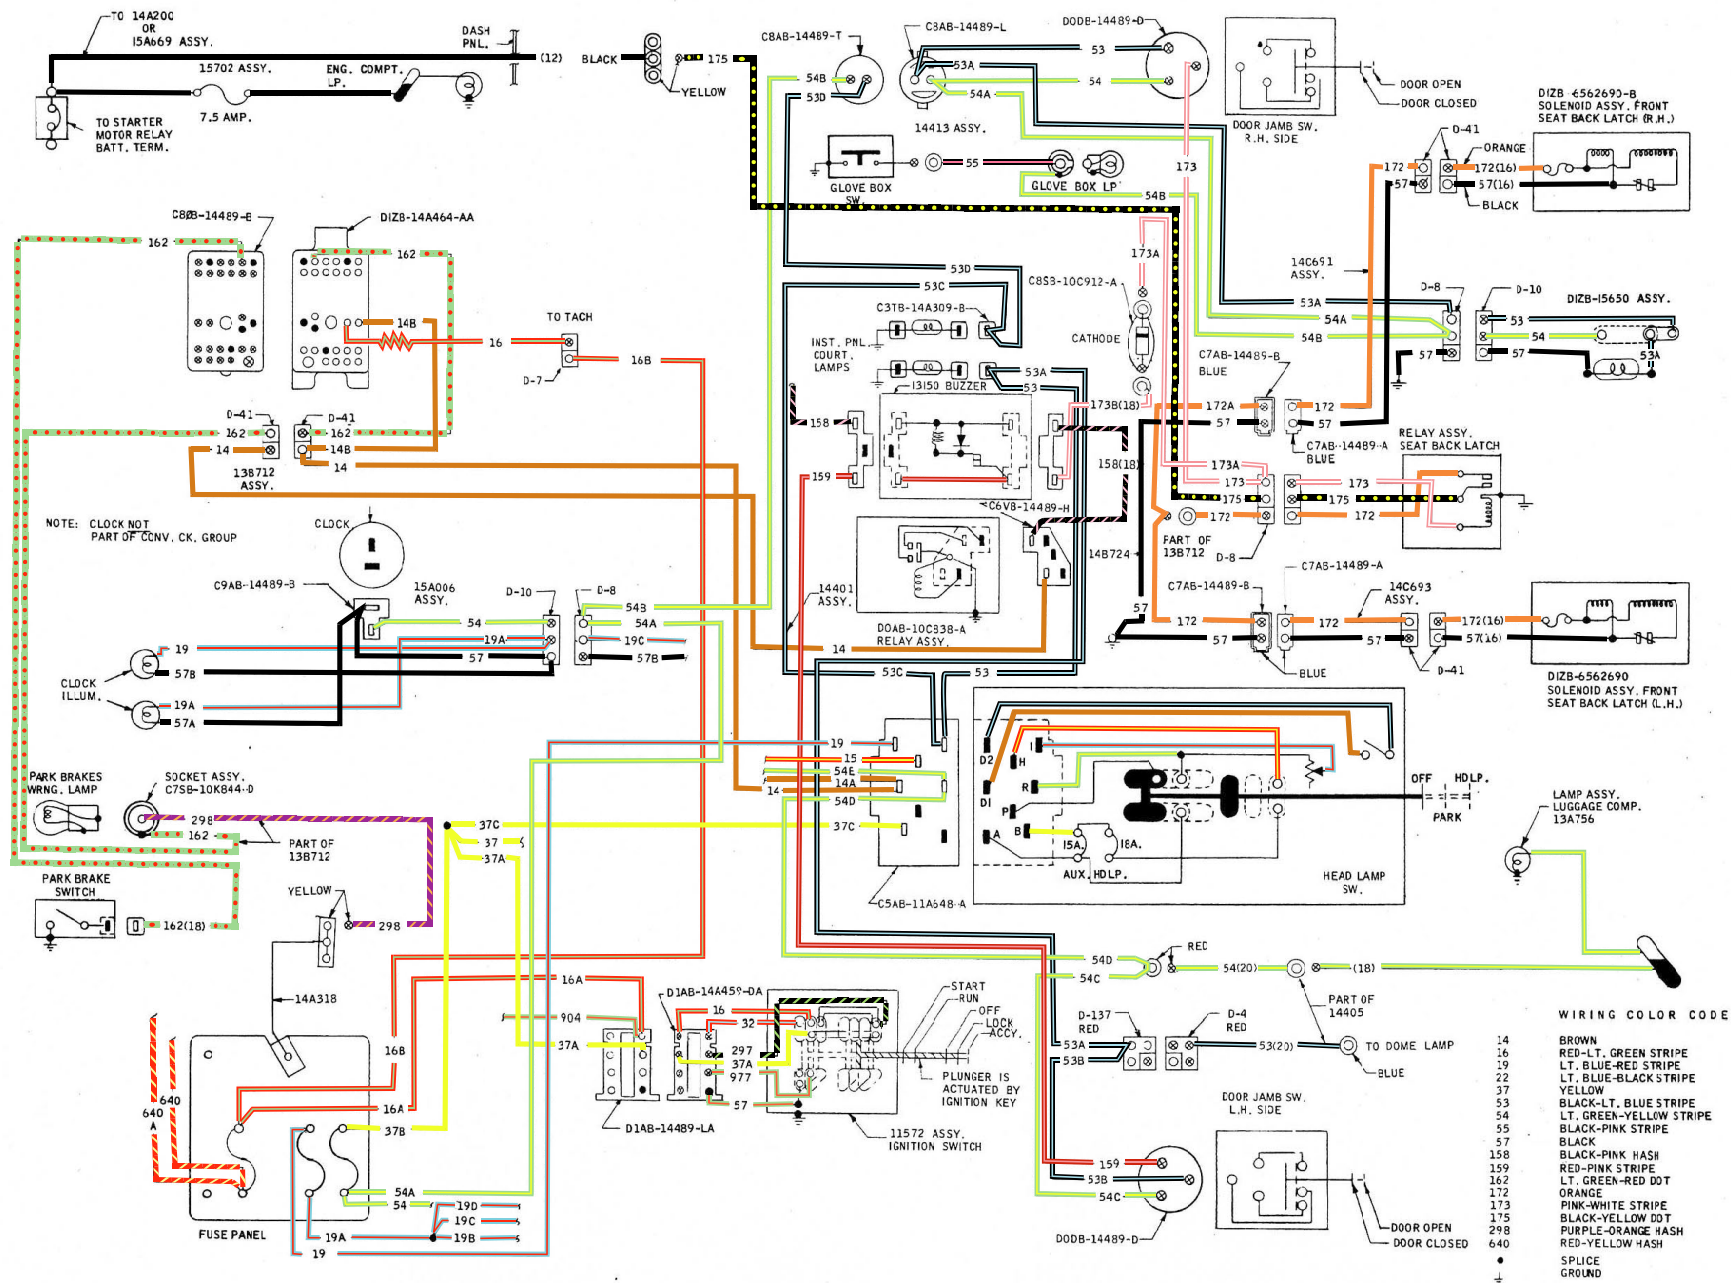 TO 14A200
OR
15A669 ASSY.
DASH
PNL.
(12)
BLACK
175
YELLOW
15702 ASSY.
7.5 AMP.
ENG. COMPT.
LP.
TO STARTER
MOTOR RELAY
BATT. TERM.
C8AB-14489-T
54B
53D
C8AB-14489-L
53
53A
54
54A
14413 ASSY.
D0DB-14489-D
173
DOOR OPEN
DOOR CLOSED
DOOR JAMB SW.
R.H. SIDE
GLOVE BOX
SW.
55
GLOVE BOX LP
54B
D-41
ORANGE
172
57
172(16)
57(16)
BLACK
D1ZB-6562690-B
SOLENOID ASSY. FRONT
SEAT BACK LATCH (R.H.)
162
D1ZB-14A464-AA
162
14B
16
TO TACH
D-7
16B
D-41
162
14
13B712
ASSY.
D-41
162
14B
14
53D
53C
C3TB-14A309-B
INST. PNL.
COURT.
LAMPS
53A
53
13150 BUZZER
158
159
173B(18)
158(18)
173A
C8SB-10C912-A
CATHODE
14C691
ASSY.
53A
54A
54B
57
D-8
D-10
53
54
57
53A
D1ZB-15650 ASSY.
C7AB-14489-B
BLUE
172A
57
172
57
C7AB-14489-A
BLUE
RELAY ASSY.
SEAT BACK LATCH
173A
173
175
172
PART OF
13B712
D-8
173
175
172
NOTE: CLOCK NOT
PART OF CONV. CK. GROUP
CLOCK
C9AB-14489-B
15A006
ASSY.
D-10
D-8
54
19A
57
54B
54A
19C
57B
19
57B
CLOCK
ILLUM.
19A
57A
C6VB-14489-H
14401
ASSY.
D0AB-10C838-A
RELAY ASSY.
14
14B724
57
C7AB-14489-B
172
57
C7AB-14489-A
BLUE
14C693
ASSY.
172
57
D-41
172(16)
57(16)
D1ZB-6562690
SOLENOID ASSY. FRONT
SEAT BACK LATCH (L.H.)
53C
53
19
15
54E
14A
14
54D
37C
C5AB-11A648-A
D2
H
I
D1
R
P
B
A
15A.
18A.
AUX.
HDLP.
OFF
HDLP.
PARK
HEAD LAMP
SW.
PARK BRAKES
WRNG. LAMP
SOCKET ASSY.
C7SB-10K844-D
298
162
PART OF
13B712
PARK BRAKE
SWITCH
162(18)
YELLOW
298
37C
37
37A
14A318
16B
16A
37B
640
640
A
FUSE PANEL
54A
54
19D
19C
19B
19A
19
16A
904
37A
D1AB-14489-LA
D1AB-14A459-DA
16
32
297
37A
977
57
START
RUN
OFF
LOCK
ACCY.
PLUNGER IS
ACTUATED BY
IGNITION KEY
11572 ASSY.
IGNITION SWITCH
54D
54C
RED
54(20)
(18)
PART OF
14405
LAMP ASSY.
LUGGAGE COMP.
13A756
D-137
RED
D-4
RED
53A
53B
53(20)
TO DOME LAMP
BLUE
DOOR JAMB SW.
L.H. SIDE
159
53B
54C
D0DB-14489-D
DOOR OPEN
DOOR CLOSED
WIRING COLOR CODE
14 BROWN
16 RED-LT. GREEN STRIPE
19 LT. BLUE-RED STRIPE
22 LT. BLUE-BLACK STRIPE
37 YELLOW
53 BLACK-LT. BLUE STRIPE
54 LT. GREEN-YELLOW STRIPE
55 BLACK-PINK STRIPE
57 BLACK
158 BLACK-PINK HASH
159 RED-PINK STRIPE
162 LT. GREEN-RED DOT
172 ORANGE
173 PINK-WHITE STRIPE
175 BLACK-YELLOW DOT
298 PURPLE-ORANGE HASH
640 RED-YELLOW HASH
SPLICE
GROUND